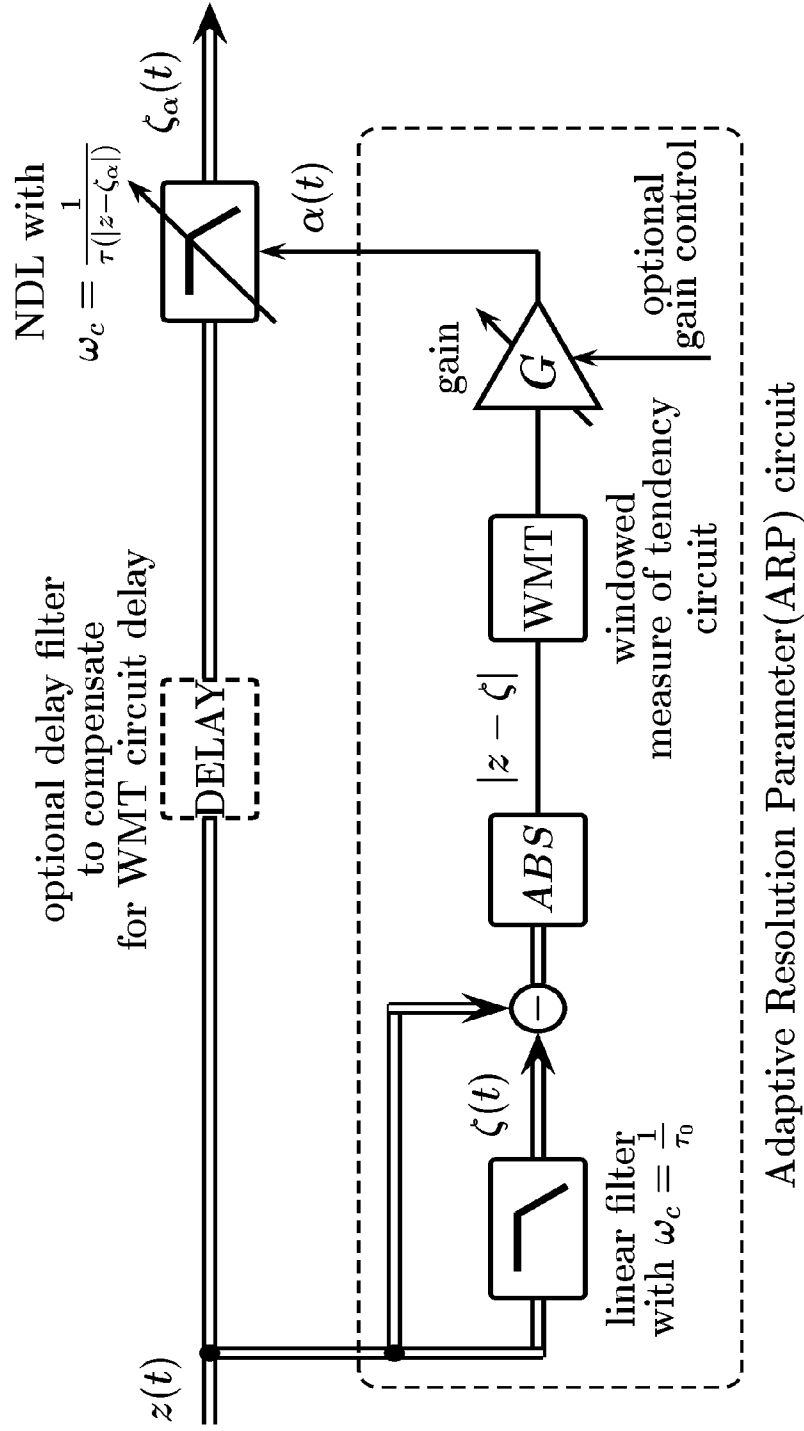 z(t)
optional delay filter
to compensate
for WMT circuit delay
DELAY
NDL with
ω_c = 1/τ(|z−ζ_α|)
ζ_α(t)
α(t)
ζ(t)
linear filter
with ω_c = 1/τ_0
−
ABS
|z − ζ|
WMT
windowed
measure of tendency
circuit
gain
G
optional
gain control
Adaptive Resolution Parameter(ARP) circuit